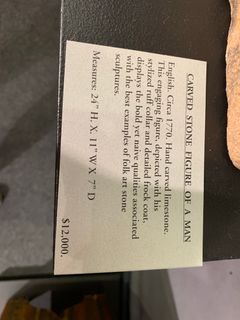 CARVED STONE FIGURE OF A MAN
English. Circa 1770. Hand carved limestone.
This engaging figure, depicted with his
stylized ruff collar and detailed frock coat,
displays the bold yet naive qualities associated
with the best examples of folk art stone
sculptures.
Measures: 24" H. X. 11" W X 7" D
$12,000.